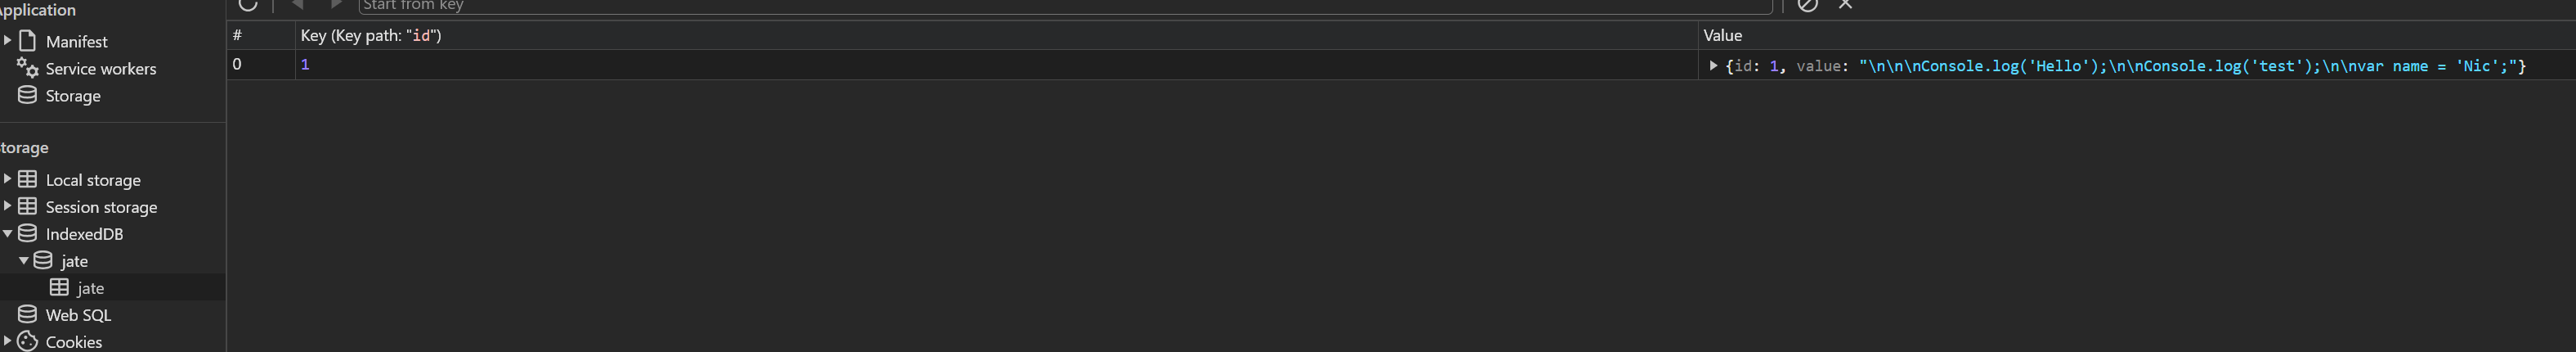 Application
Manifest
Service workers
Storage
Storage
Local storage
Session storage
IndexedDB
jate
jate
Web SQL
Cookies
Start from key
# Key (Key path: "id") Value
0 1 {id: 1, value: "\n\n\nConsole.log('Hello');\n\nConsole.log('test');\n\nvar name = 'Nic';"}